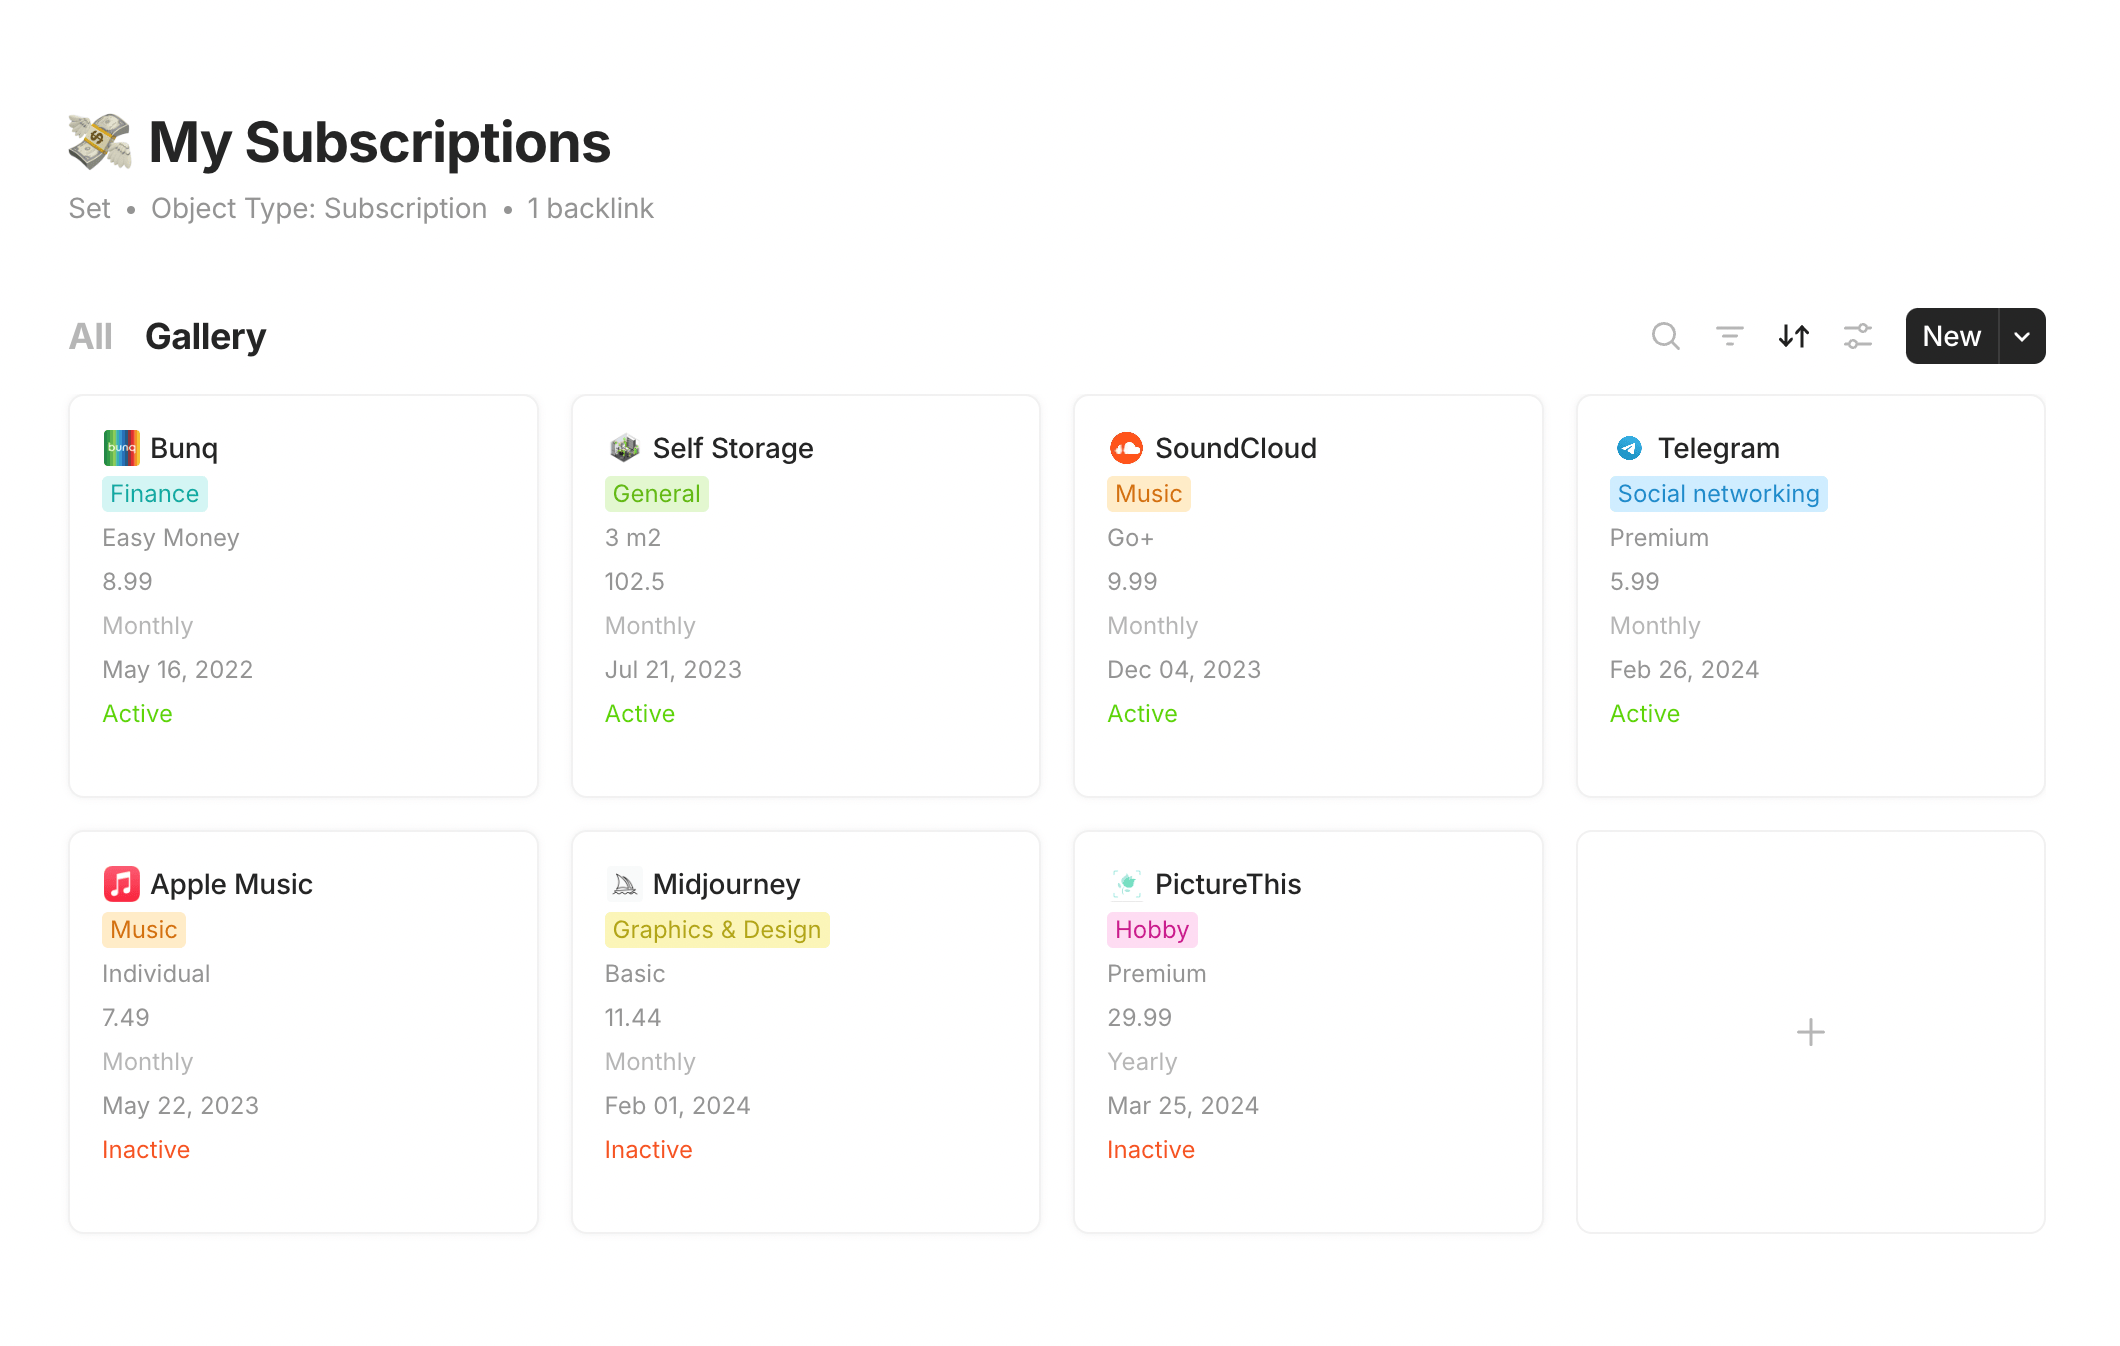 My Subscriptions
Set • Object Type: Subscription • 1 backlink
All Gallery New
bunq Bunq
Finance
Easy Money
8.99
Monthly
May 16, 2022
Active
Self Storage
General
3 m2
102.5
Monthly
Jul 21, 2023
Active
SoundCloud
Music
Go+
9.99
Monthly
Dec 04, 2023
Active
Telegram
Social networking
Premium
5.99
Monthly
Feb 26, 2024
Active
Apple Music
Music
Individual
7.49
Monthly
May 22, 2023
Inactive
Midjourney
Graphics & Design
Basic
11.44
Monthly
Feb 01, 2024
Inactive
PictureThis
Hobby
Premium
29.99
Yearly
Mar 25, 2024
Inactive